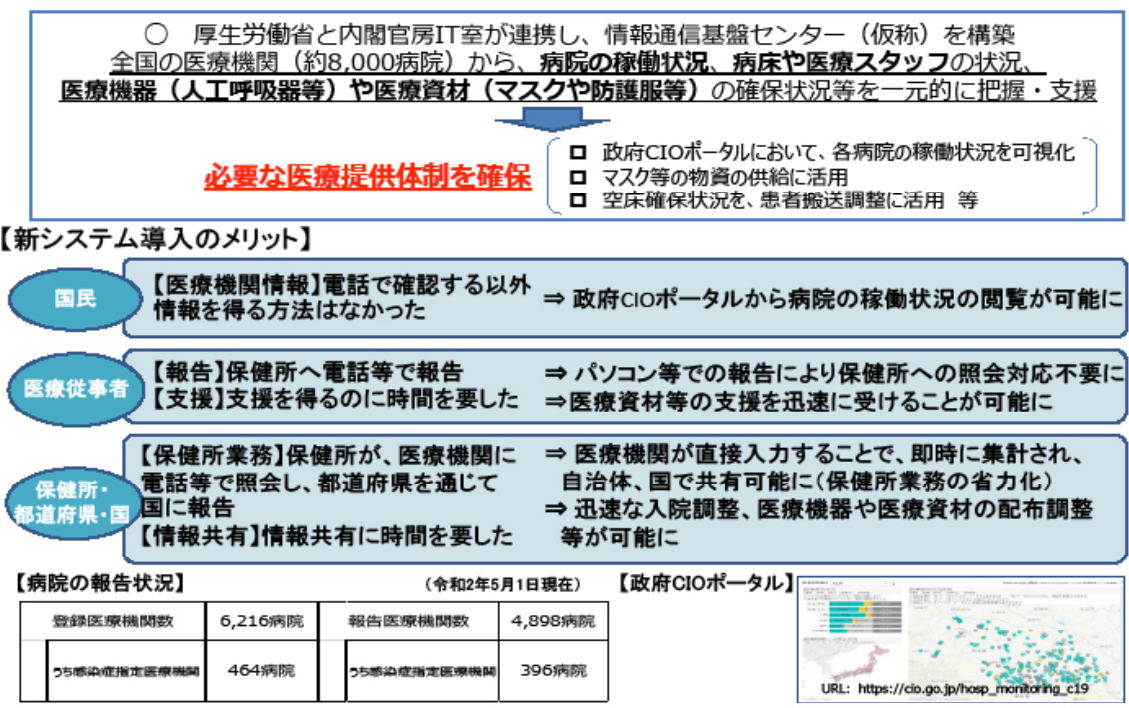 ○ 厚生労働省と内閣官房IT室が連携し、情報通信基盤センター（仮称）を構築
全国の医療機関（約8,000病院）から、病院の稼働状況、病床や医療スタッフの状況、
医療機器（人工呼吸器等）や医療資材（マスクや防護服等）の確保状況等を一元的に把握・支援
必要な医療提供体制を確保
□ 政府CIOポータルにおいて、各病院の稼働状況を可視化
□ マスク等の物資の供給に活用
□ 空床確保状況を、患者搬送調整に活用 等
【新システム導入のメリット】
国民
【医療機関情報】電話で確認する以外
情報を得る方法はなかった
⇒ 政府CIOポータルから病院の稼働状況の閲覧が可能に
医療従事者
【報告】保健所へ電話等で報告
【支援】支援を得るのに時間を要した
⇒ パソコン等での報告により保健所への照会対応不要に
⇒医療資材等の支援を迅速に受けることが可能に
保健所・
都道府県・国
【保健所業務】保健所が、医療機関に
電話等で照会し、都道府県を通じて
国に報告
【情報共有】情報共有に時間を要した
⇒ 医療機関が直接入力することで、即時に集計され、
自治体、国で共有可能に（保健所業務の省力化）
⇒ 迅速な入院調整、医療機器や医療資材の配布調整
等が可能に
【病院の報告状況】
（令和2年5月1日現在）
登録医療機関数 6,216病院 報告医療機関数 4,898病院
うち感染症指定医療機関 464病院 うち感染症指定医療機関 396病院
【政府CIOポータル】
URL: https://cio.go.jp/hosp_monitoring_c19